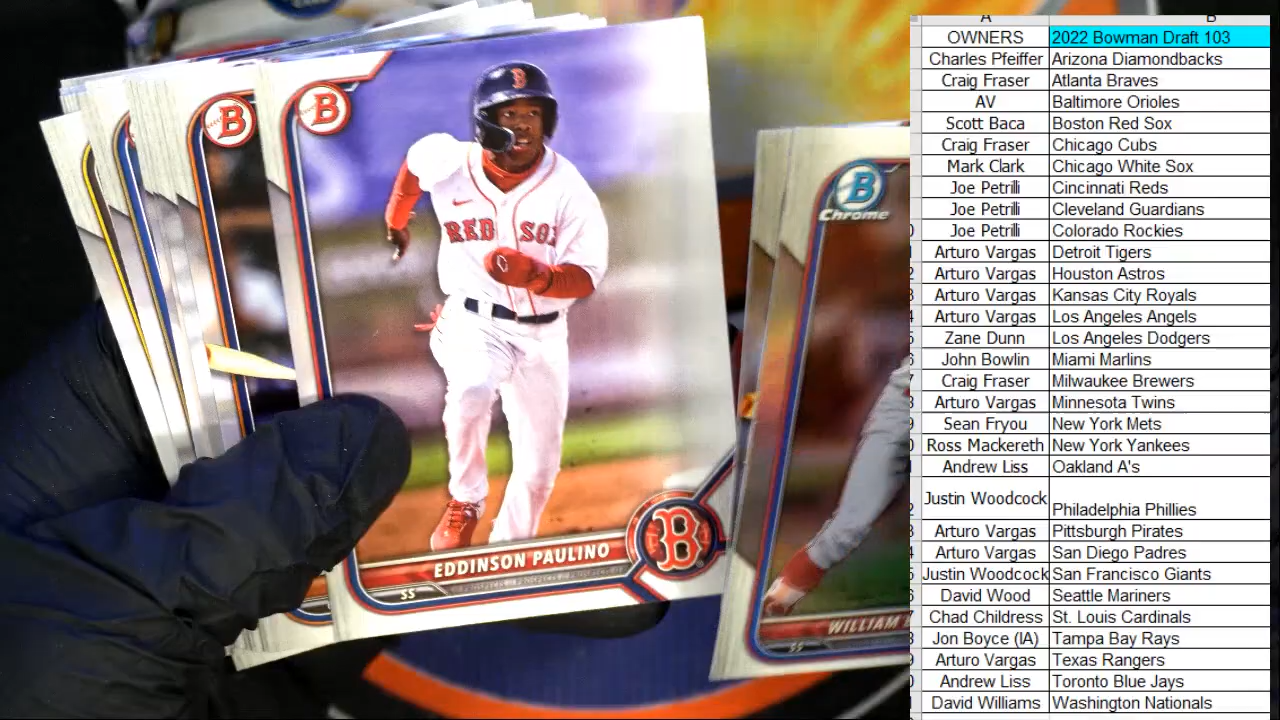 B
RED SOX
B
B
B
EDDINSON PAULINO
SS
PROSPECTS
B
B
Chrome
WILLIAM
SS
A B
OWNERS 2022 Bowman Draft 103
Charles Pfeiffer Arizona Diamondbacks
Craig Fraser Atlanta Braves
AV Baltimore Orioles
Scott Baca Boston Red Sox
Craig Fraser Chicago Cubs
Mark Clark Chicago White Sox
Joe Petrilli Cincinnati Reds
Joe Petrilli Cleveland Guardians
Joe Petrilli Colorado Rockies
Arturo Vargas Detroit Tigers
Arturo Vargas Houston Astros
Arturo Vargas Kansas City Royals
Arturo Vargas Los Angeles Angels
Zane Dunn Los Angeles Dodgers
John Bowlin Miami Marlins
Craig Fraser Milwaukee Brewers
Arturo Vargas Minnesota Twins
Sean Fryou New York Mets
Ross Mackereth New York Yankees
Andrew Liss Oakland A's
Justin Woodcock Philadelphia Phillies
Arturo Vargas Pittsburgh Pirates
Arturo Vargas San Diego Padres
Justin Woodcock San Francisco Giants
David Wood Seattle Mariners
Chad Childress St. Louis Cardinals
Jon Boyce (IA) Tampa Bay Rays
Arturo Vargas Texas Rangers
Andrew Liss Toronto Blue Jays
David Williams Washington Nationals